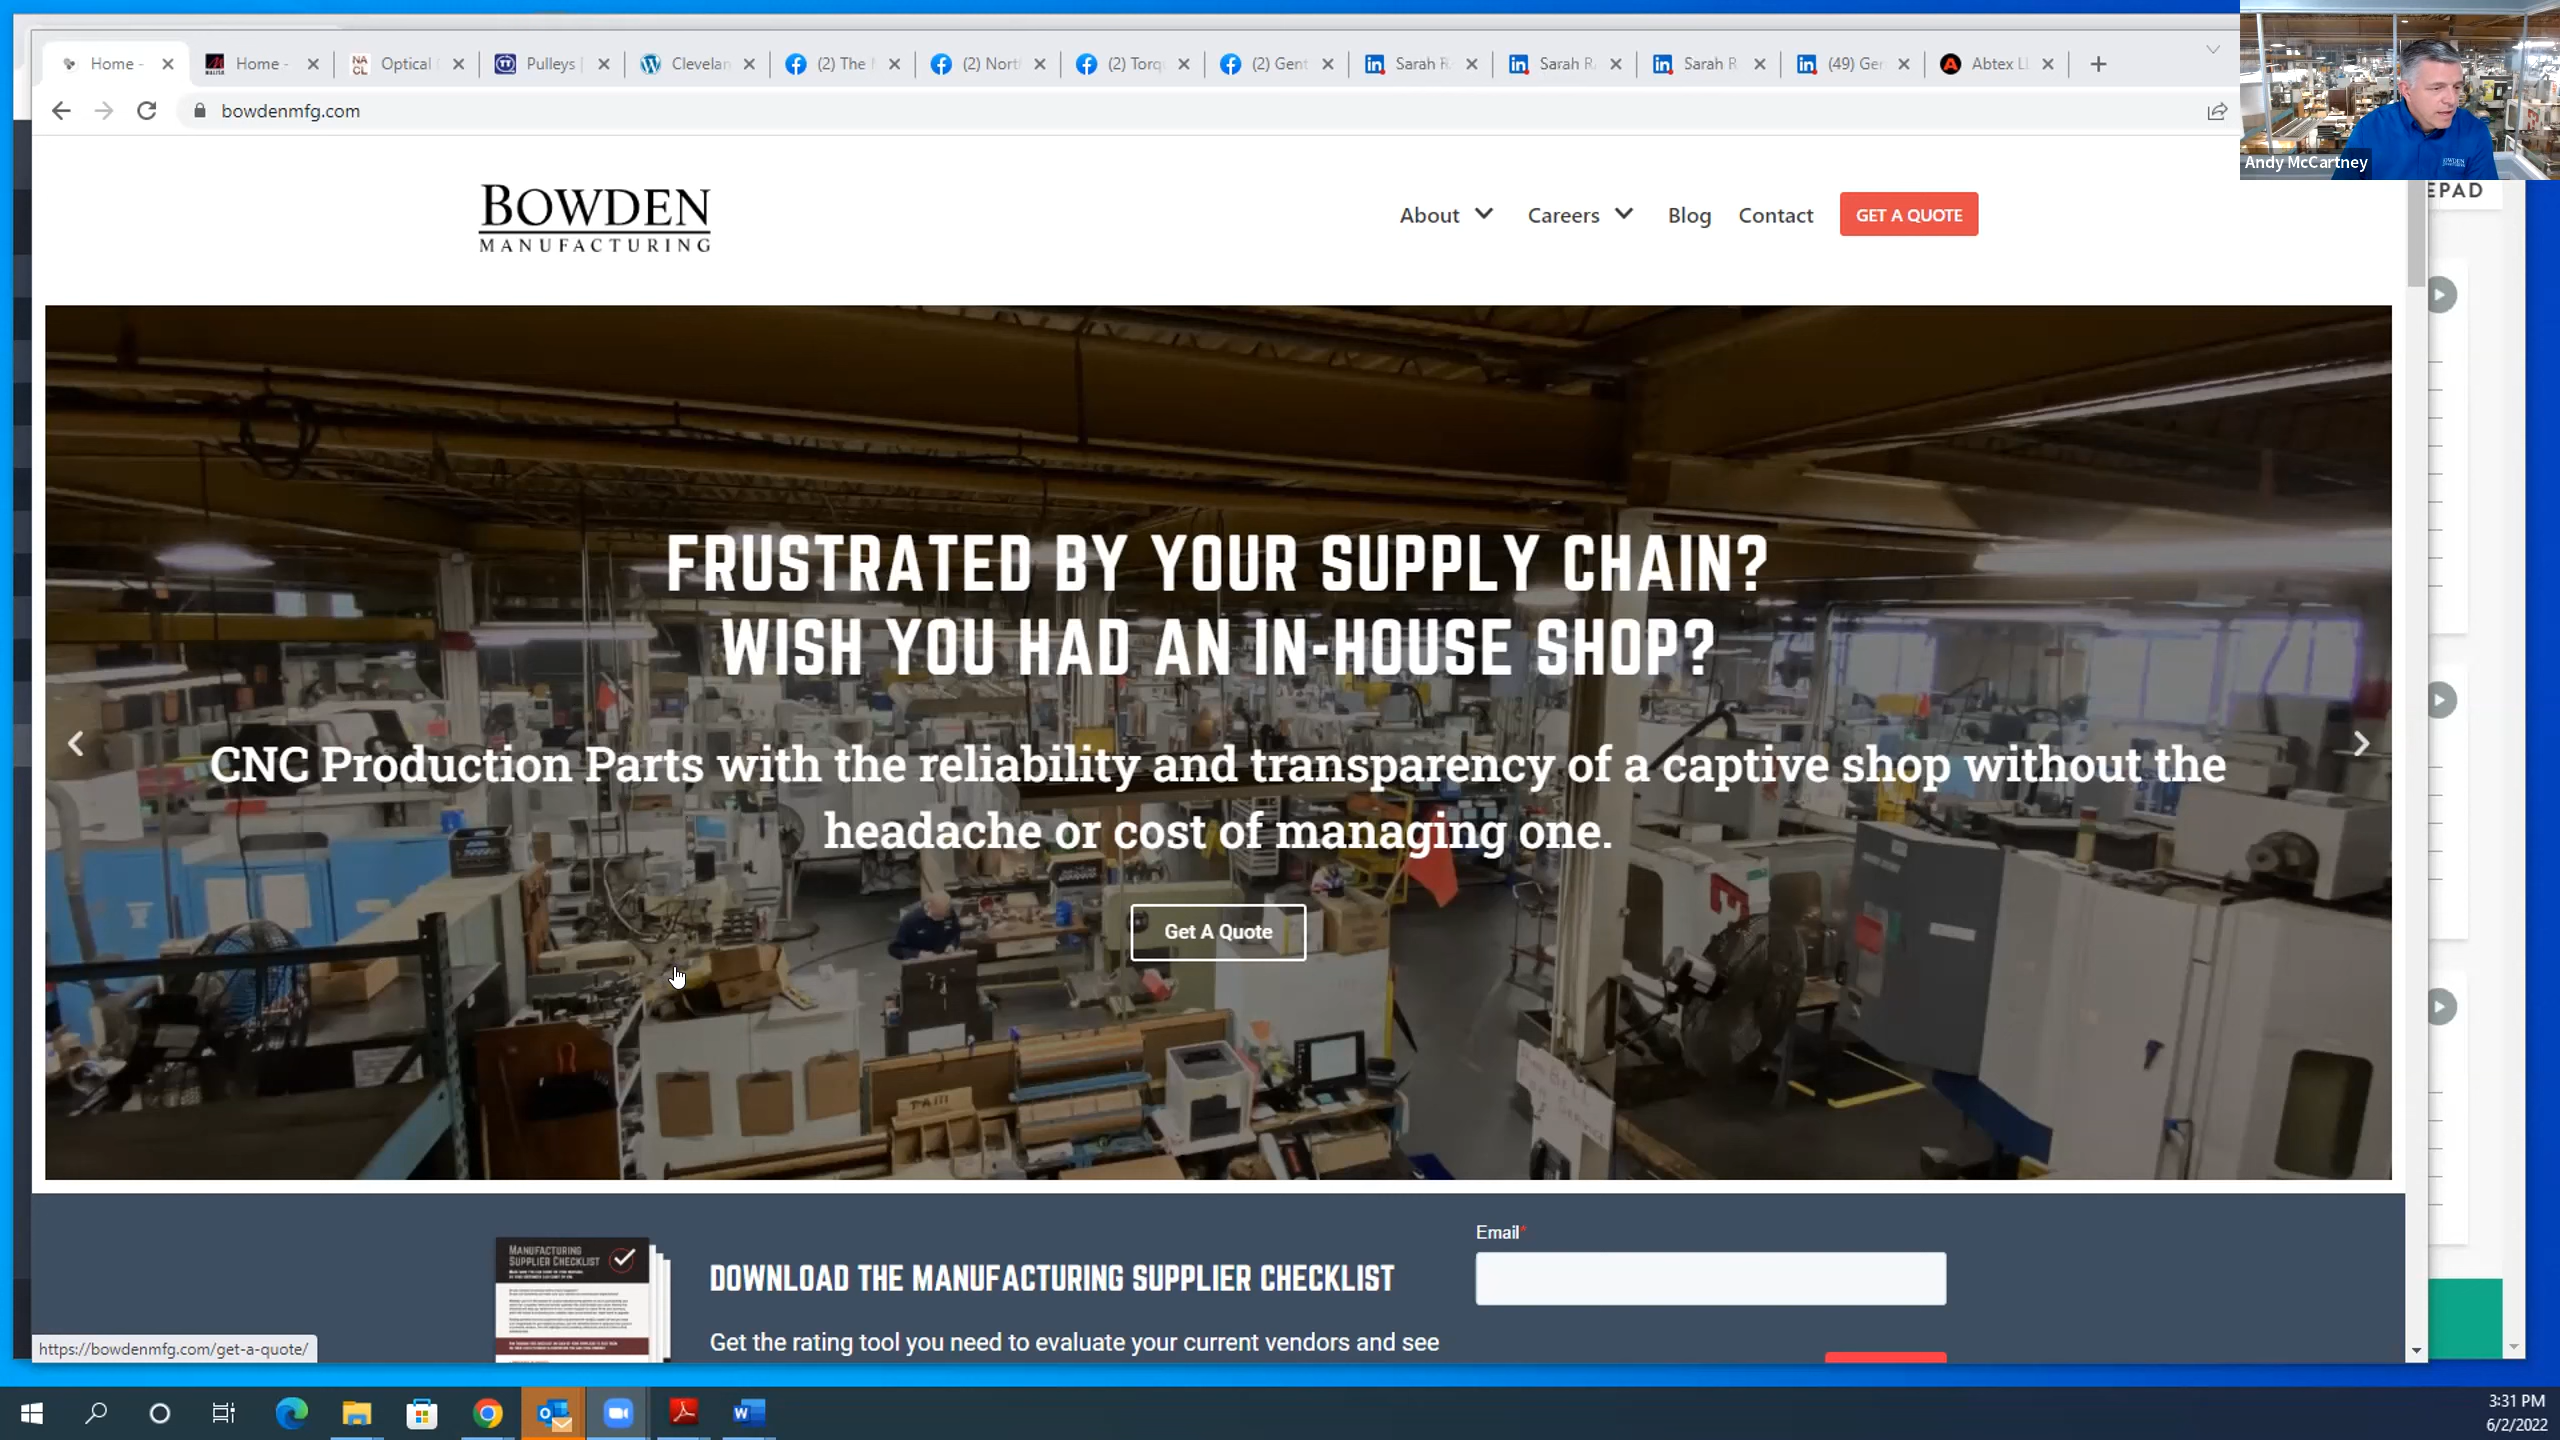 Home -
Home -
NA
CL
Optical
Pulleys
Clevelan
(2) The
(2) Nort
(2) Torq
(2) Gent
Sarah R
Sarah R
Sarah R
(49) Ger
Abtex L
bowdenmfg.com
Andy McCartney
EPAD
BOWDEN
MANUFACTURING
About
Careers
Blog
Contact
GET A QUOTE
FRUSTRATED BY YOUR SUPPLY CHAIN?
WISH YOU HAD AN IN-HOUSE SHOP?
CNC Production Parts with the reliability and transparency of a captive shop without the
headache or cost of managing one.
Get A Quote
MANUFACTURING
SUPPLIER CHECKLIST
DOWNLOAD THE MANUFACTURING SUPPLIER CHECKLIST
Get the rating tool you need to evaluate your current vendors and see
Email*
https://bowdenmfg.com/get-a-quote/
3:31 PM
6/2/2022